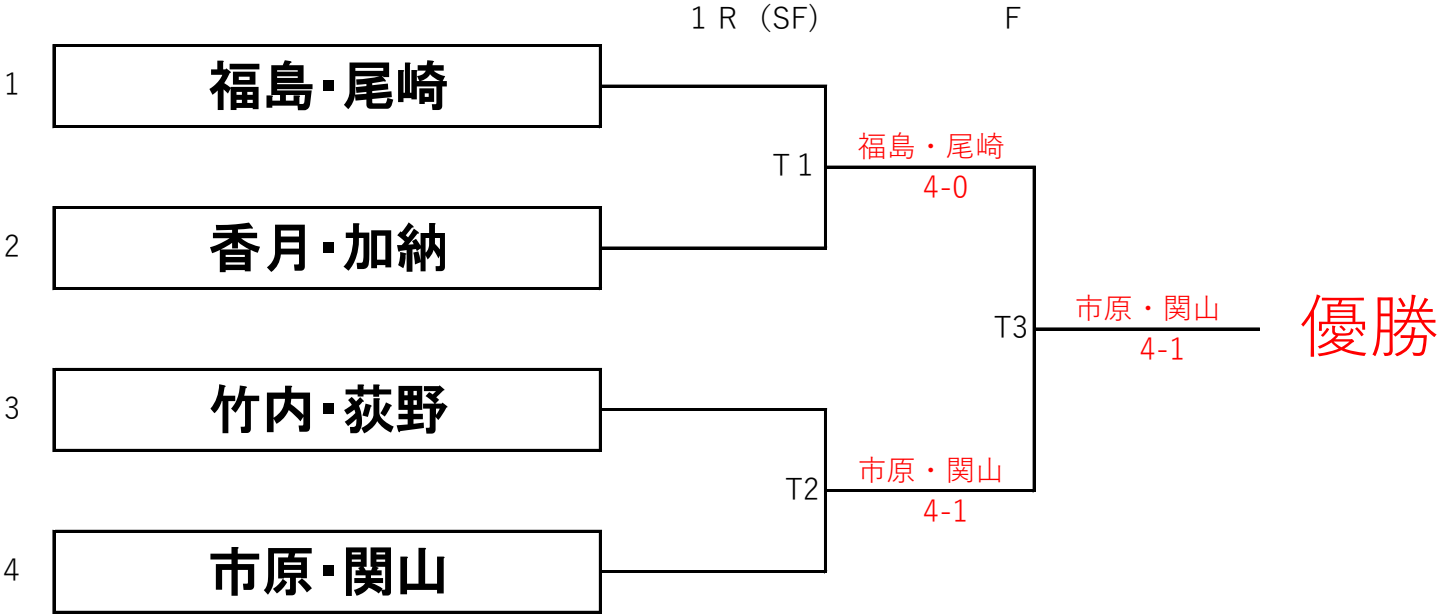 1 R （SF）
F
1
福島・尾崎
福島・尾崎
T 1
4-0
2
香月・加納
市原・関山
T3
優勝
4-1
3
竹内・荻野
市原・関山
T2
4-1
4
市原・関山